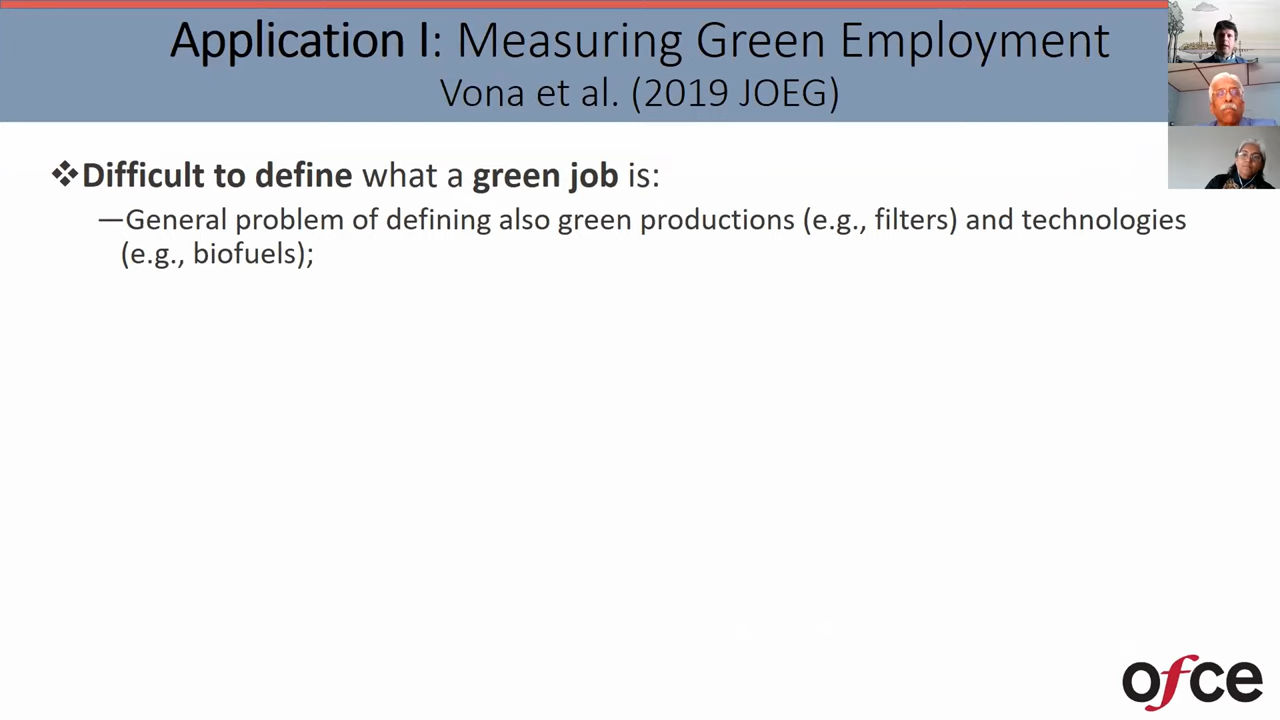 Application I: Measuring Green Employment
Vona et al. (2019 JOEG)
❖Difficult to define what a green job is:
—General problem of defining also green productions (e.g., filters) and technologies
(e.g., biofuels);
ofce